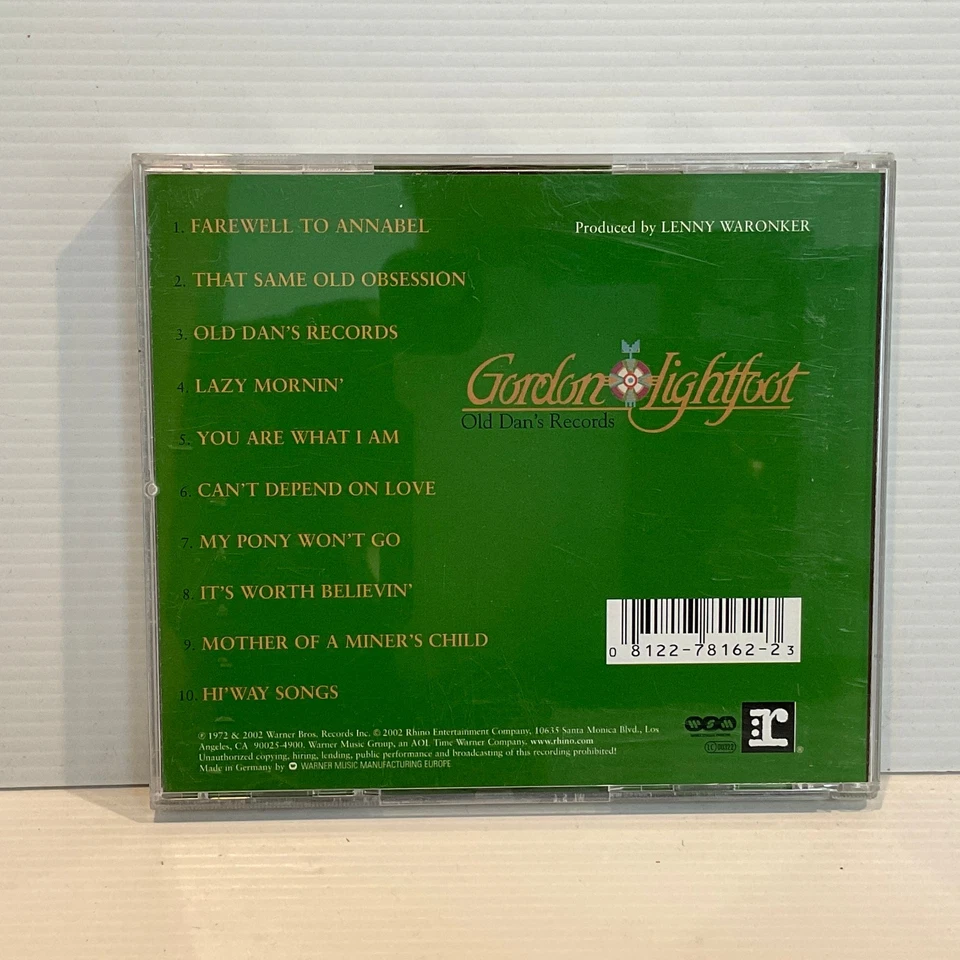 1. FAREWELL TO ANNABEL
Produced by LENNY WARONKER
2. THAT SAME OLD OBSESSION
3. OLD DAN'S RECORDS
4. LAZY MORNIN'
5. YOU ARE WHAT I AM
6. CAN'T DEPEND ON LOVE
7. MY PONY WON'T GO
8. IT'S WORTH BELIEVIN'
9. MOTHER OF A MINER'S CHILD
10. HI'WAY SONGS
Gordon Lightfoot
Old Dan's Records
0 8122-78162-2 3
℗ 1972 & 2002 Warner Bros. Records Inc. © 2002 Rhino Entertainment Company, 10635 Santa Monica Blvd., Los
Angeles, CA 90025-4900. Warner Music Group, an AOL Time Warner Company. www.rhino.com
Unauthorized copying, hiring, lending, public performance and broadcasting of this recording prohibited!
Made in Germany by WARNER MUSIC MANUFACTURING EUROPE
r®